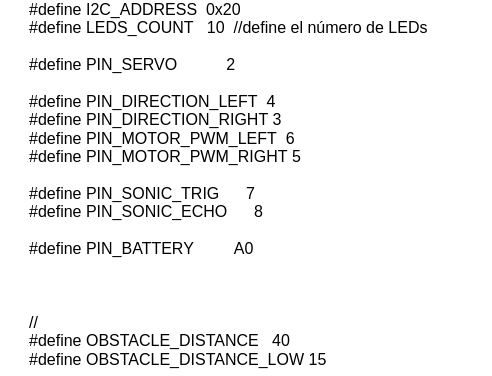 #define I2C_ADDRESS  0x20
#define LEDS_COUNT   10  //define el número de LEDs
#define PIN_SERVO           2
#define PIN_DIRECTION_LEFT  4
#define PIN_DIRECTION_RIGHT 3
#define PIN_MOTOR_PWM_LEFT  6
#define PIN_MOTOR_PWM_RIGHT 5
#define PIN_SONIC_TRIG      7
#define PIN_SONIC_ECHO      8
#define PIN_BATTERY         A0
//
#define OBSTACLE_DISTANCE   40
#define OBSTACLE_DISTANCE_LOW 15